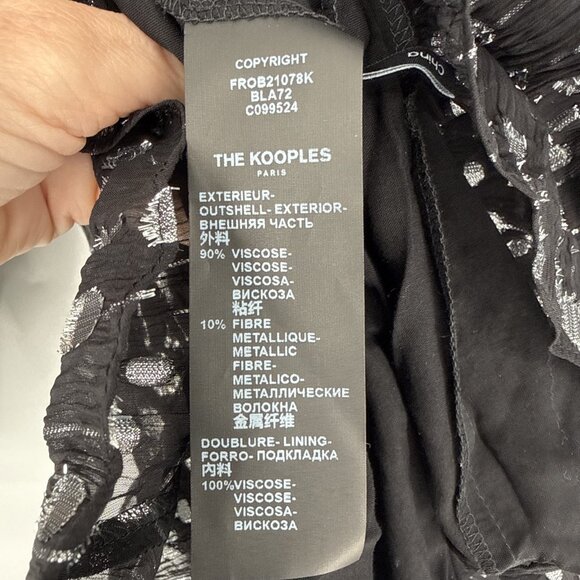 COPYRIGHT
FROB21078K
BLA72
C099524
THE KOOPLES
PARIS
EXTERIEUR-
OUTSHELL- EXTERIOR-
ВНЕШНЯЯ ЧАСТЬ
外料
90% VISCOSE-
VISCOSE-
VISCOSA-
ВИСКОЗА
粘纤
10% FIBRE
METALLIQUE-
METALLIC
FIBRE-
METALICO-
МЕТАЛЛИЧЕСКИЕ
ВОЛОКНА
金属纤维
DOUBLURE- LINING-
FORRO- ПОДКЛАДКА
内料
100%VISCOSE-
VISCOSE-
VISCOSA-
ВИСКОЗА
China